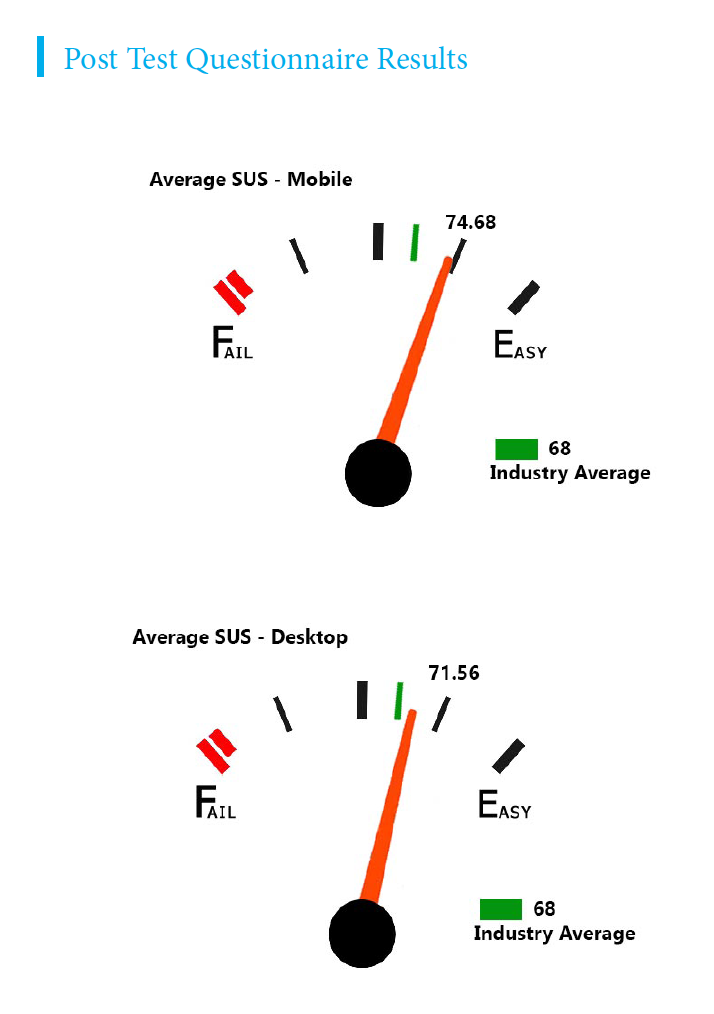 Post Test Questionnaire Results
Average SUS - Mobile
74.68
FAIL
EASY
68
Industry Average
Average SUS - Desktop
71.56
FAIL
EASY
68
Industry Average